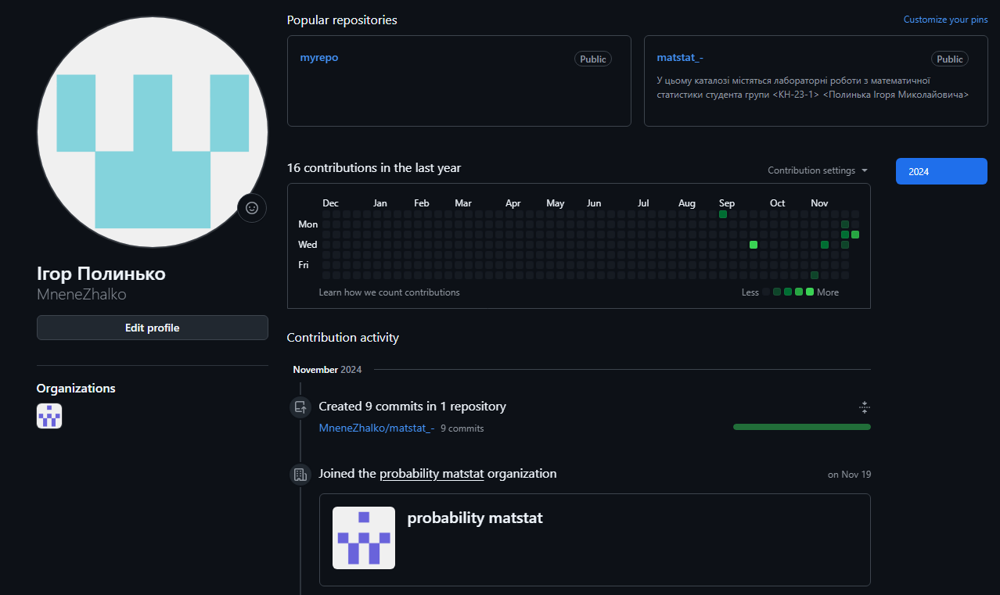 Popular repositories
Customize your pins
myrepo
Public
matstat_-
Public
У цьому каталозі містяться лабораторні роботи з математичної
статистики студента групи <КН-23-1> <Полинька Ігоря Миколайовича>
16 contributions in the last year
Contribution settings
2024
Dec Jan Feb Mar Apr May Jun Jul Aug Sep Oct Nov
Mon
Wed
Fri
Learn how we count contributions
Less
More
Ігор Полинько
MneneZhalko
Edit profile
Organizations
Contribution activity
November 2024
Created 9 commits in 1 repository
MneneZhalko/matstat_- 9 commits
Joined the probability matstat organization
on Nov 19
probability matstat